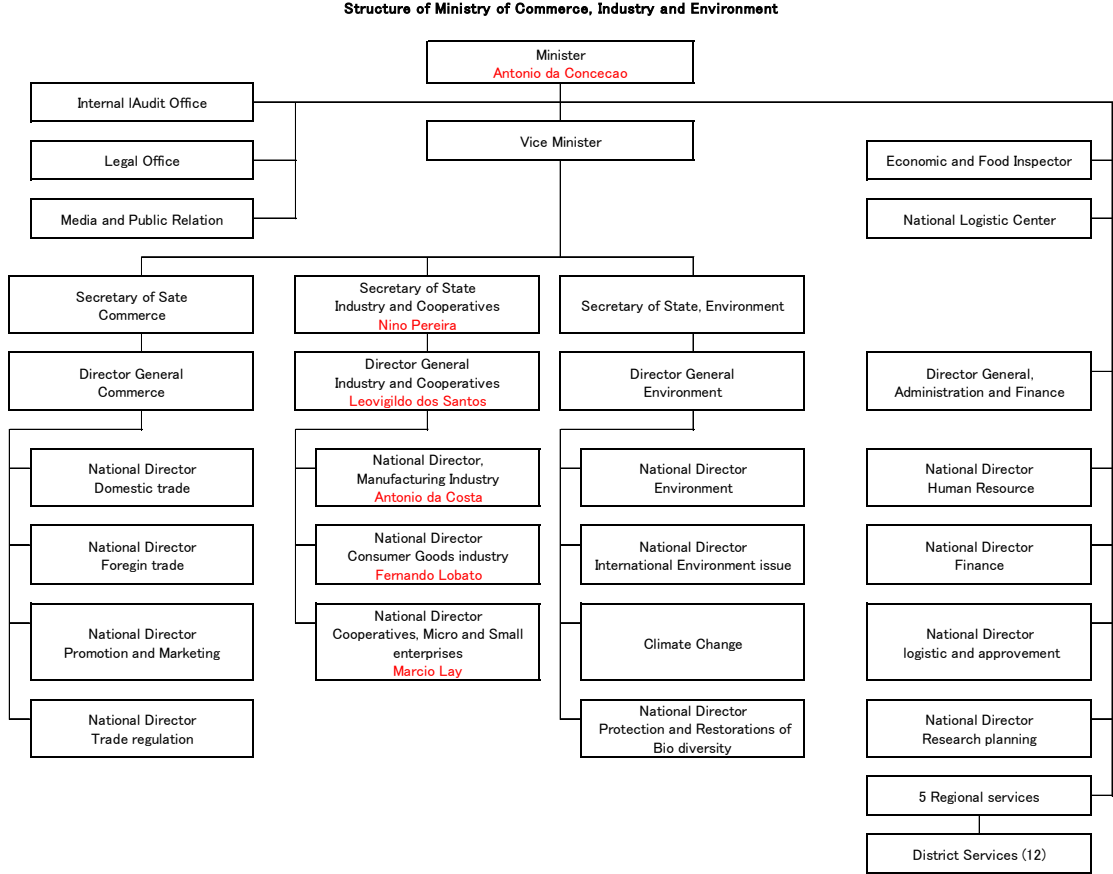 Structure of Ministry of Commerce, Industry and Environment
Minister
Antonio da Concecao
Internal lAudit Office
Legal Office
Media and Public Relation
Vice Minister
Economic and Food Inspector
National Logistic Center
Secretary of Sate
Commerce
Secretary of State
Industry and Cooperatives
Nino Pereira
Secretary of State, Environment
Director General
Commerce
Director General
Industry and Cooperatives
Leovigildo dos Santos
Director General
Environment
Director General,
Administration and Finance
National Director
Domestic trade
National Director,
Manufacturing Industry
Antonio da Costa
National Director
Environment
National Director
Human Resource
National Director
Foregin trade
National Director
Consumer Goods industry
Fernando Lobato
National Director
International Environment issue
National Director
Finance
National Director
Promotion and Marketing
National Director
Cooperatives, Micro and Small
enterprises
Marcio Lay
Climate Change
National Director
logistic and approvement
National Director
Trade regulation
National Director
Protection and Restorations of
Bio diversity
National Director
Research planning
5 Regional services
District Services (12)